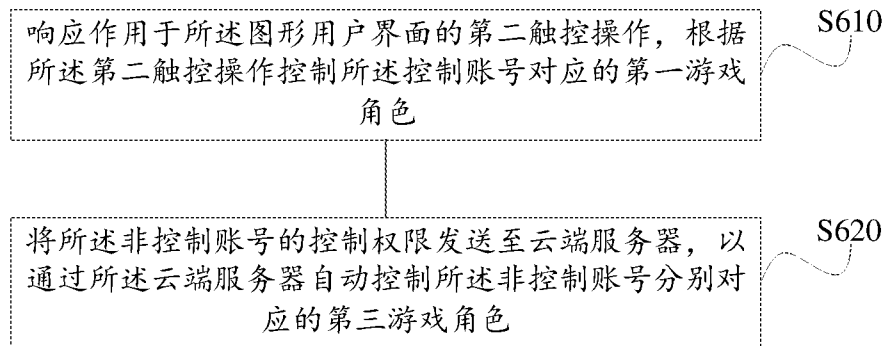 响应作用于所述图形用户界面的第二触控操作，根据
所述第二触控操作控制所述控制账号对应的第一游戏
角色
S610
将所述非控制账号的控制权限发送至云端服务器，以
通过所述云端服务器自动控制所述非控制账号分别对
应的第三游戏角色
S620